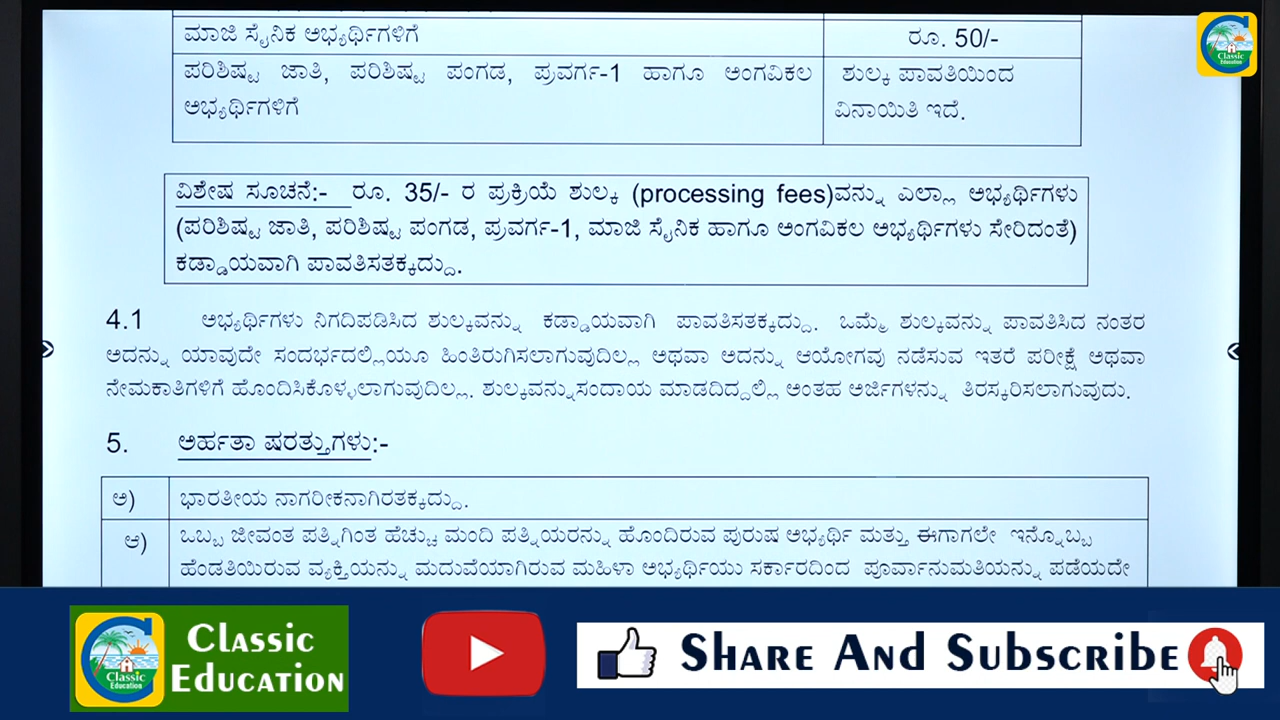 ಮಾಜಿ ಸೈನಿಕ ಅಭ್ಯರ್ಥಿಗಳಿಗೆ
ರೂ. 50/-
ಪರಿಶಿಷ್ಟ ಜಾತಿ, ಪರಿಶಿಷ್ಟ ಪಂಗಡ, ಪ್ರವರ್ಗ-1 ಹಾಗೂ ಅಂಗವಿಕಲ
ಅಭ್ಯರ್ಥಿಗಳಿಗೆ
ಶುಲ್ಕ ಪಾವತಿಯಿಂದ
ವಿನಾಯಿತಿ ಇದೆ.
ವಿಶೇಷ ಸೂಚನೆ:- ರೂ. 35/- ರ ಪ್ರಕ್ರಿಯೆ ಶುಲ್ಕ (processing fees)ವನ್ನು ಎಲ್ಲಾ ಅಭ್ಯರ್ಥಿಗಳು
(ಪರಿಶಿಷ್ಟ ಜಾತಿ, ಪರಿಶಿಷ್ಟ ಪಂಗಡ, ಪ್ರವರ್ಗ-1, ಮಾಜಿ ಸೈನಿಕ ಹಾಗೂ ಅಂಗವಿಕಲ ಅಭ್ಯರ್ಥಿಗಳು ಸೇರಿದಂತೆ)
ಕಡ್ಡಾಯವಾಗಿ ಪಾವತಿಸತಕ್ಕದ್ದು.
4.1 ಅಭ್ಯರ್ಥಿಗಳು ನಿಗದಿಪಡಿಸಿದ ಶುಲ್ಕವನ್ನು ಕಡ್ಡಾಯವಾಗಿ ಪಾವತಿಸತಕ್ಕದ್ದು. ಒಮ್ಮೆ ಶುಲ್ಕವನ್ನು ಪಾವತಿಸಿದ ನಂತರ
ಅದನ್ನು ಯಾವುದೇ ಸಂದರ್ಭದಲ್ಲಿಯೂ ಹಿಂತಿರುಗಿಸಲಾಗುವುದಿಲ್ಲ ಅಥವಾ ಅದನ್ನು ಆಯೋಗವು ನಡೆಸುವ ಇತರೆ ಪರೀಕ್ಷೆ ಅಥವಾ
ನೇಮಕಾತಿಗಳಿಗೆ ಹೊಂದಿಸಿಕೊಳ್ಳಲಾಗುವುದಿಲ್ಲ. ಶುಲ್ಕವನ್ನುಸಂದಾಯ ಮಾಡದಿದ್ದಲ್ಲಿ ಅಂತಹ ಅರ್ಜಿಗಳನ್ನು ತಿರಸ್ಕರಿಸಲಾಗುವುದು.
5. ಅರ್ಹತಾ ಷರತ್ತುಗಳು:-
ಅ) ಭಾರತೀಯ ನಾಗರೀಕನಾಗಿರತಕ್ಕದ್ದು.
ಆ) ಒಬ್ಬ ಜೀವಂತ ಪತ್ನಿಗಿಂತ ಹೆಚ್ಚು ಮಂದಿ ಪತ್ನಿಯರನ್ನು ಹೊಂದಿರುವ ಪುರುಷ ಅಭ್ಯರ್ಥಿ ಮತ್ತು ಈಗಾಗಲೇ ಇನ್ನೊಬ್ಬ
ಹೆಂಡತಿಯಿರುವ ವ್ಯಕ್ತಿಯನ್ನು ಮದುವೆಯಾಗಿರುವ ಮಹಿಳಾ ಅಭ್ಯರ್ಥಿಯು ಸರ್ಕಾರದಿಂದ ಪೂರ್ವಾನುಮತಿಯನ್ನು ಪಡೆಯದೇ
Classic
Education
Classic
Education
Classic
Education
Share And Subscribe